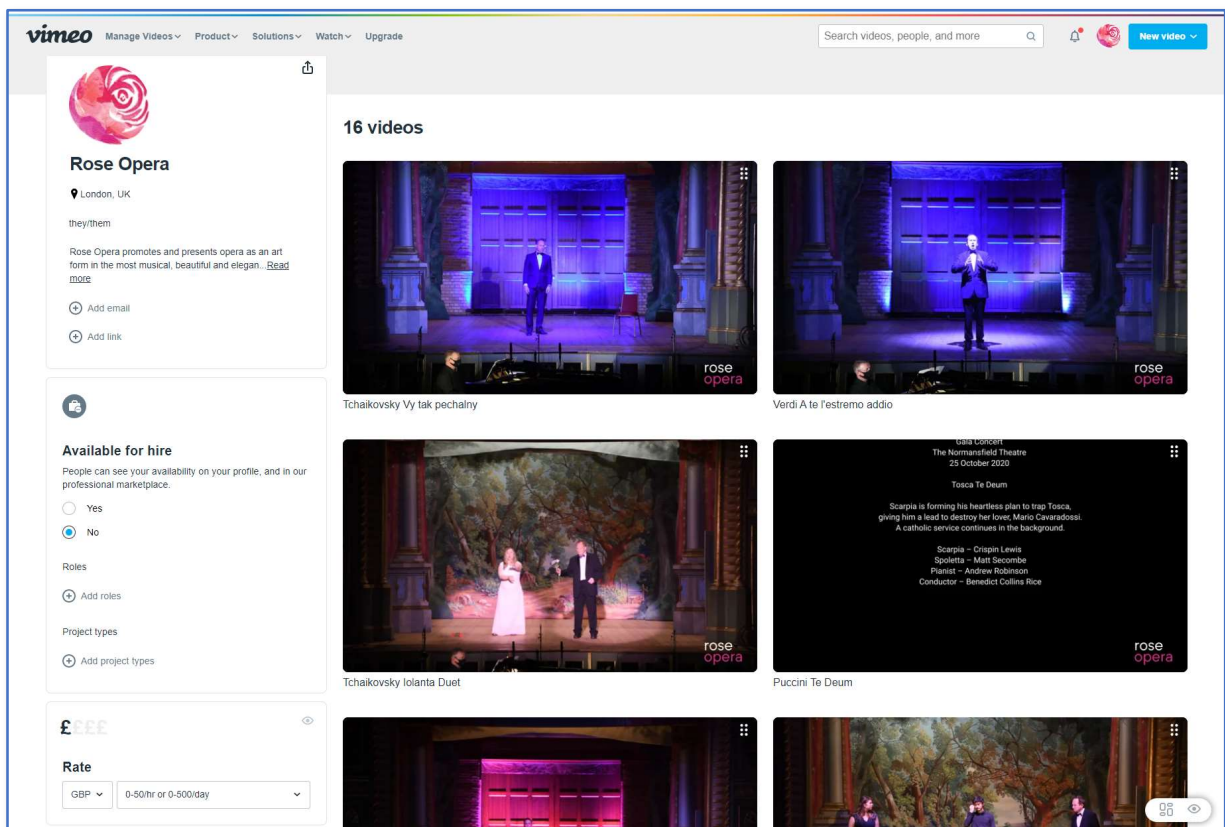 vimeo Manage Videos Product Solutions Watch Upgrade
Search videos, people, and more
New video
Rose Opera
London, UK
they/them
Rose Opera promotes and presents opera as an art
form in the most musical, beautiful and elegan... Read
more
Add email
Add link
Available for hire
People can see your availability on your profile, and in our
professional marketplace.
Yes
No
Roles
Add roles
Project types
Add project types
££££
Rate
GBP
0-50/hr or 0-500/day
16 videos
rose
opera
Tchaikovsky Vy tak pechalny
rose
opera
Verdi A te l'estremo addio
rose
opera
Tchaikovsky Iolanta Duet
Gala Concert
The Normansfield Theatre
25 October 2020
Tosca Te Deum
Scarpia is forming his heartless plan to trap Tosca,
giving him a lead to destroy her lover, Mario Cavaradossi.
A catholic service continues in the background.
Scarpia – Crispin Lewis
Spoletta – Matt Secombe
Pianist – Andrew Robinson
Conductor – Benedict Collins Rice
rose
opera
Puccini Te Deum